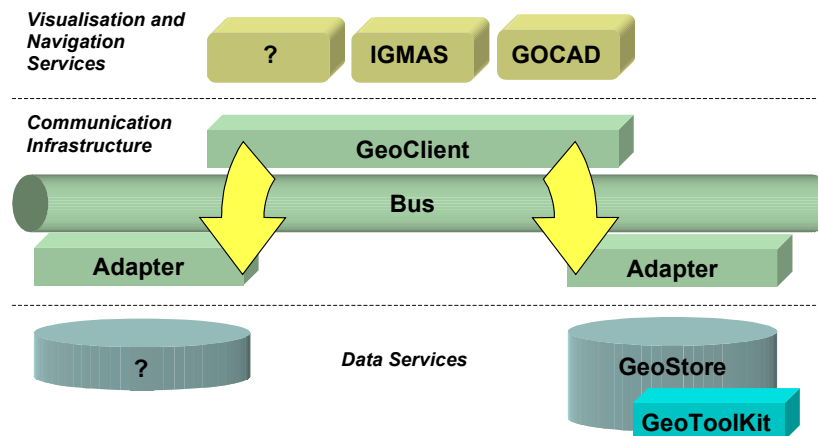 Visualisation and
Navigation
Services
?
IGMAS
GOCAD
Communication
Infrastructure
GeoClient
Bus
Adapter
Adapter
?
Data Services
GeoStore
GeoToolKit